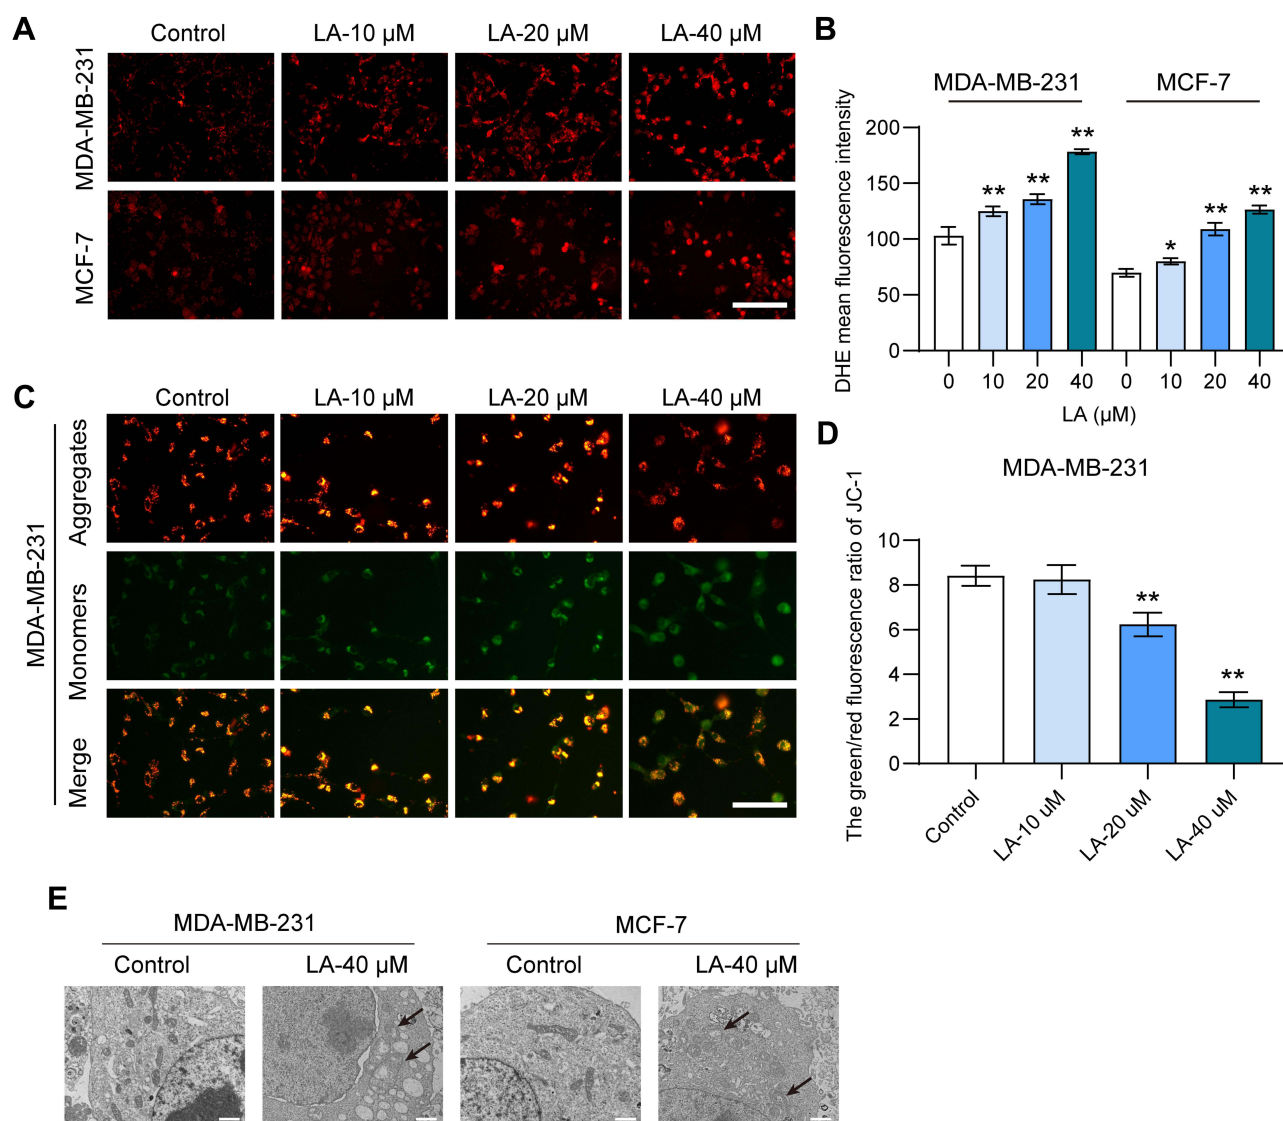 A
Control
LA-10 μM
LA-20 μM
LA-40 μM
MDA-MB-231
MCF-7
B
MDA-MB-231
MCF-7
DHE mean fluorescence intensity
200
150
100
50
0
**
**
**
*
**
**
0
10
20
40
0
10
20
40
LA (μM)
C
Control
LA-10 μM
LA-20 μM
LA-40 μM
MDA-MB-231
Aggregates
Monomers
Merge
D
MDA-MB-231
The green/red fluorescence ratio of JC-1
10
8
6
4
2
0
**
**
Control
LA-10 uM
LA-20 uM
LA-40 uM
E
MDA-MB-231
MCF-7
Control
LA-40 μM
Control
LA-40 μM